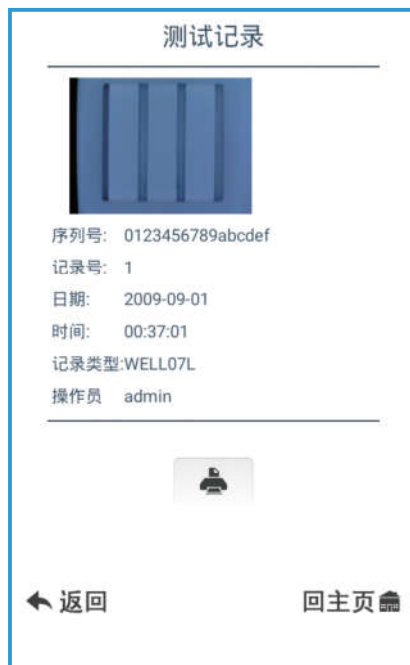 测试记录
序列号: 0123456789abcdef
记录号: 1
日期: 2009-09-01
时间: 00:37:01
记录类型:WELL07L
操作员 admin
返回 回主页